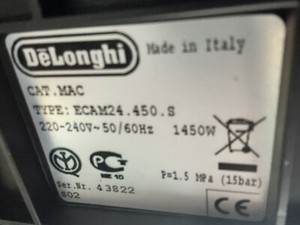 DeLonghi
Made in Italy
CAT.MAC
TYPE: ECAM24.450.S
220-240V~50/60Hz 1450W
P=1.5 MPa (15bar)
Ser.Nr. 43822
802
CE